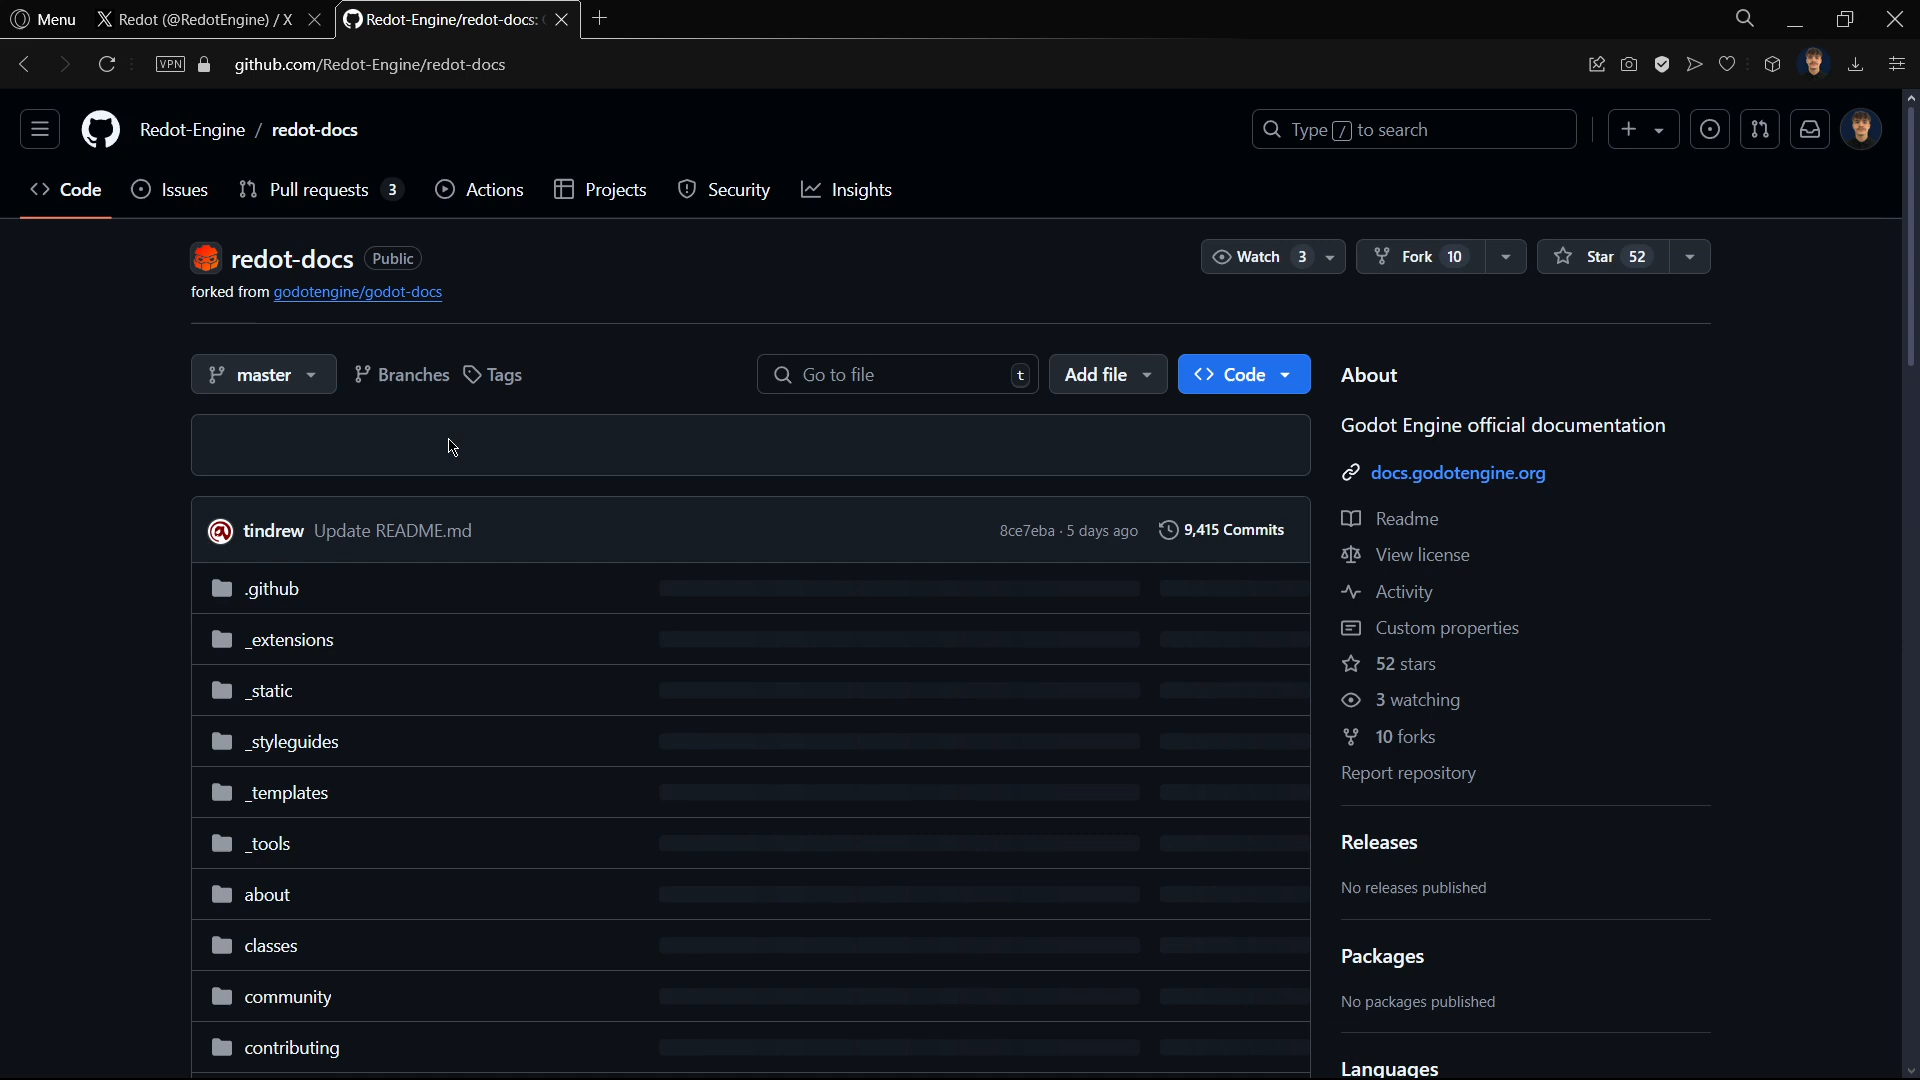 Menu
Redot (@RedotEngine) / X
Redot-Engine/redot-docs:
VPN
github.com/Redot-Engine/redot-docs
Redot-Engine / redot-docs
Type / to search
Code
Issues
Pull requests 3
Actions
Projects
Security
Insights
redot-docs Public
Watch 3
Fork 10
Star 52
forked from godotengine/godot-docs
master
Branches
Tags
Go to file t
Add file
Code
About
Godot Engine official documentation
docs.godotengine.org
tindrew Update README.md
8ce7eba · 5 days ago
9,415 Commits
.github
_extensions
_static
_styleguides
_templates
_tools
about
classes
community
contributing
Readme
View license
Activity
Custom properties
52 stars
3 watching
10 forks
Report repository
Releases
No releases published
Packages
No packages published
Languages